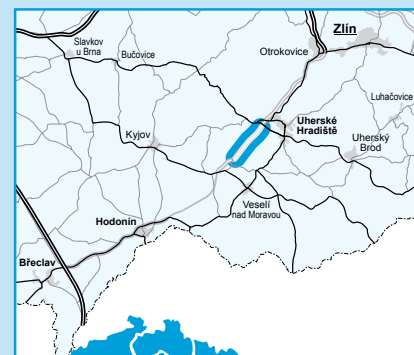 Zlín
Slavkov
u Brna
Bučovice
Otrokovice
Luhačovice
Uherské
Hradiště
Kyjov
Uherský
Brod
Veselí
nad Moravou
Hodonín
Břeclav